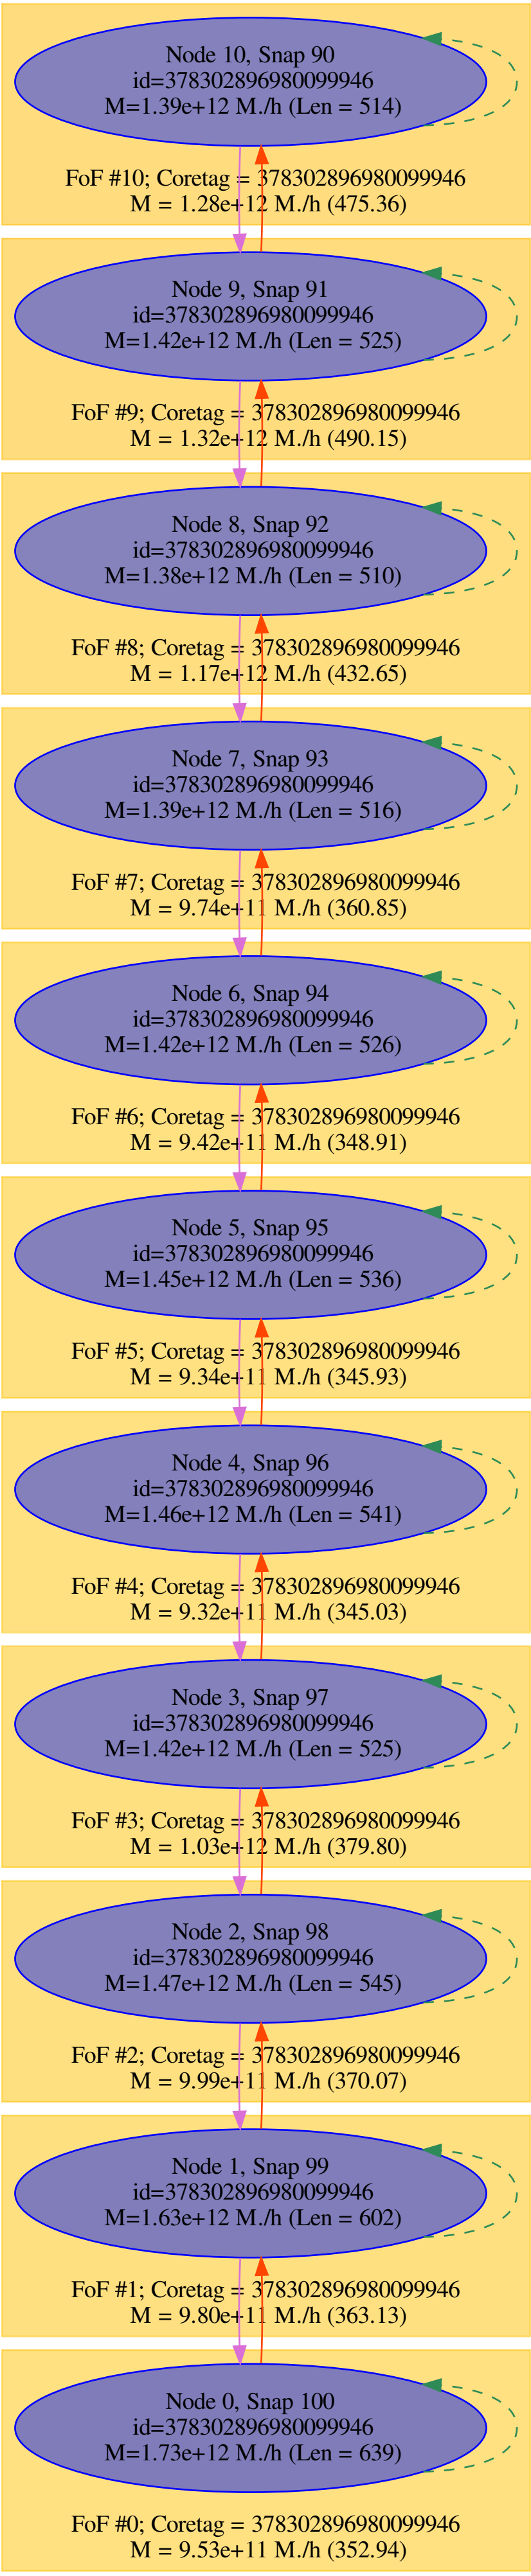 Node 10, Snap 90
id=378302896980099946
M=1.39e+12 M./h (Len = 514)
FoF #10; Coretag = 378302896980099946
M = 1.28e+12 M./h (475.36)
Node 9, Snap 91
id=378302896980099946
M=1.42e+12 M./h (Len = 525)
FoF #9; Coretag = 378302896980099946
M = 1.32e+12 M./h (490.15)
Node 8, Snap 92
id=378302896980099946
M=1.38e+12 M./h (Len = 510)
FoF #8; Coretag = 378302896980099946
M = 1.17e+12 M./h (432.65)
Node 7, Snap 93
id=378302896980099946
M=1.39e+12 M./h (Len = 516)
FoF #7; Coretag = 378302896980099946
M = 9.74e+11 M./h (360.85)
Node 6, Snap 94
id=378302896980099946
M=1.42e+12 M./h (Len = 526)
FoF #6; Coretag = 378302896980099946
M = 9.42e+11 M./h (348.91)
Node 5, Snap 95
id=378302896980099946
M=1.45e+12 M./h (Len = 536)
FoF #5; Coretag = 378302896980099946
M = 9.34e+11 M./h (345.93)
Node 4, Snap 96
id=378302896980099946
M=1.46e+12 M./h (Len = 541)
FoF #4; Coretag = 378302896980099946
M = 9.32e+11 M./h (345.03)
Node 3, Snap 97
id=378302896980099946
M=1.42e+12 M./h (Len = 525)
FoF #3; Coretag = 378302896980099946
M = 1.03e+12 M./h (379.80)
Node 2, Snap 98
id=378302896980099946
M=1.47e+12 M./h (Len = 545)
FoF #2; Coretag = 378302896980099946
M = 9.99e+11 M./h (370.07)
Node 1, Snap 99
id=378302896980099946
M=1.63e+12 M./h (Len = 602)
FoF #1; Coretag = 378302896980099946
M = 9.80e+11 M./h (363.13)
Node 0, Snap 100
id=378302896980099946
M=1.73e+12 M./h (Len = 639)
FoF #0; Coretag = 378302896980099946
M = 9.53e+11 M./h (352.94)